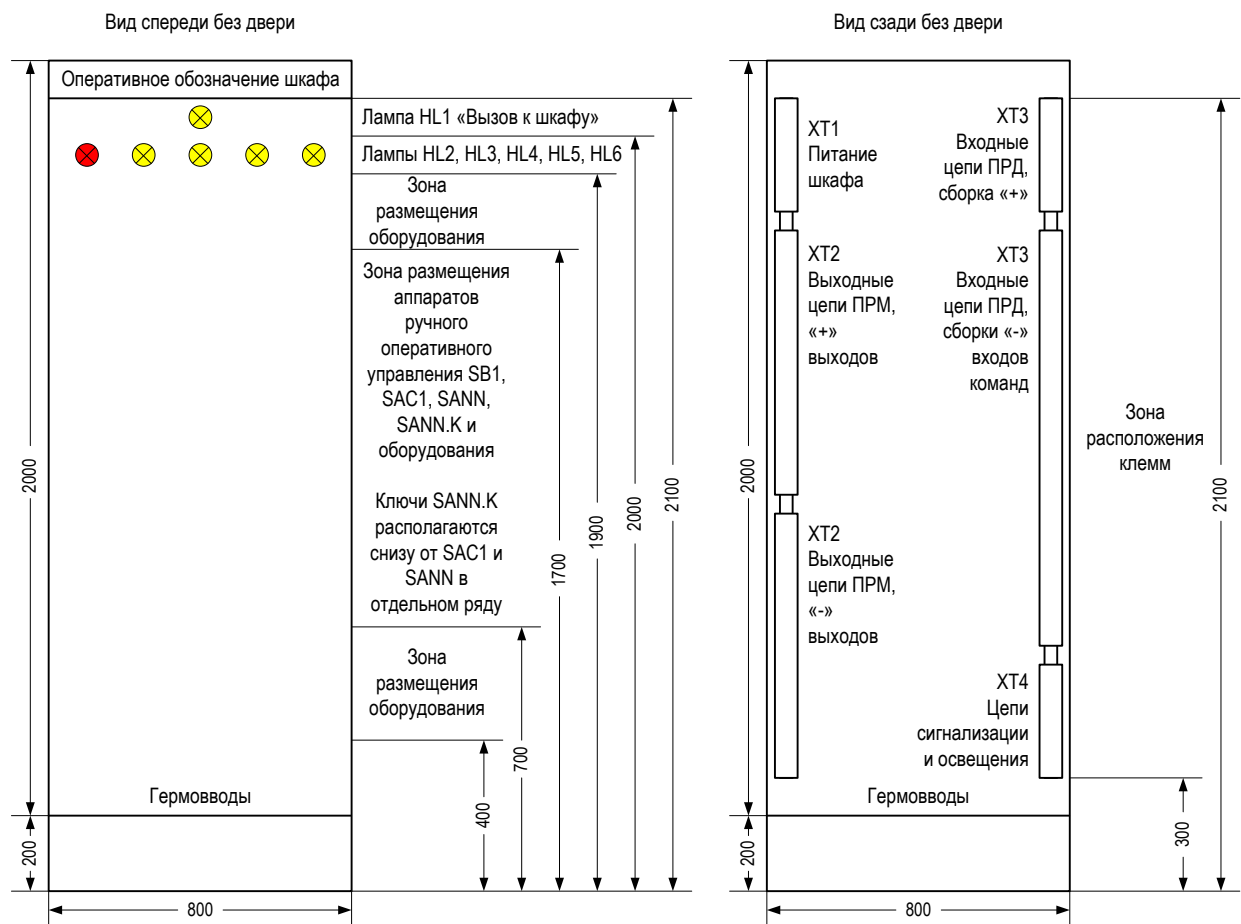 Вид спереди без двери
Оперативное обозначение шкафа
Лампа HL1 «Вызов к шкафу»
Лампы HL2, HL3, HL4, HL5, HL6
Зона
размещения
оборудования
Зона размещения
аппаратов
ручного
оперативного
управления SB1,
SAC1, SANN,
SANN.K и
оборудования
Ключи SANN.K
располагаются
снизу от SAC1 и
SANN в
отдельном ряду
Зона
размещения
оборудования
Гермовводы
2000
200
800
400
700
1700
1900
2000
2100
Вид сзади без двери
XT1
Питание
шкафа
XT2
Выходные
цепи ПРМ,
«+»
выходов
XT2
Выходные
цепи ПРМ,
«-»
выходов
XT3
Входные
цепи ПРД,
сборка «+»
XT3
Входные
цепи ПРД,
сборки «-»
входов
команд
XT4
Цепи
сигнализации
и освещения
Гермовводы
Зона
расположения
клемм
2000
200
800
300
2100